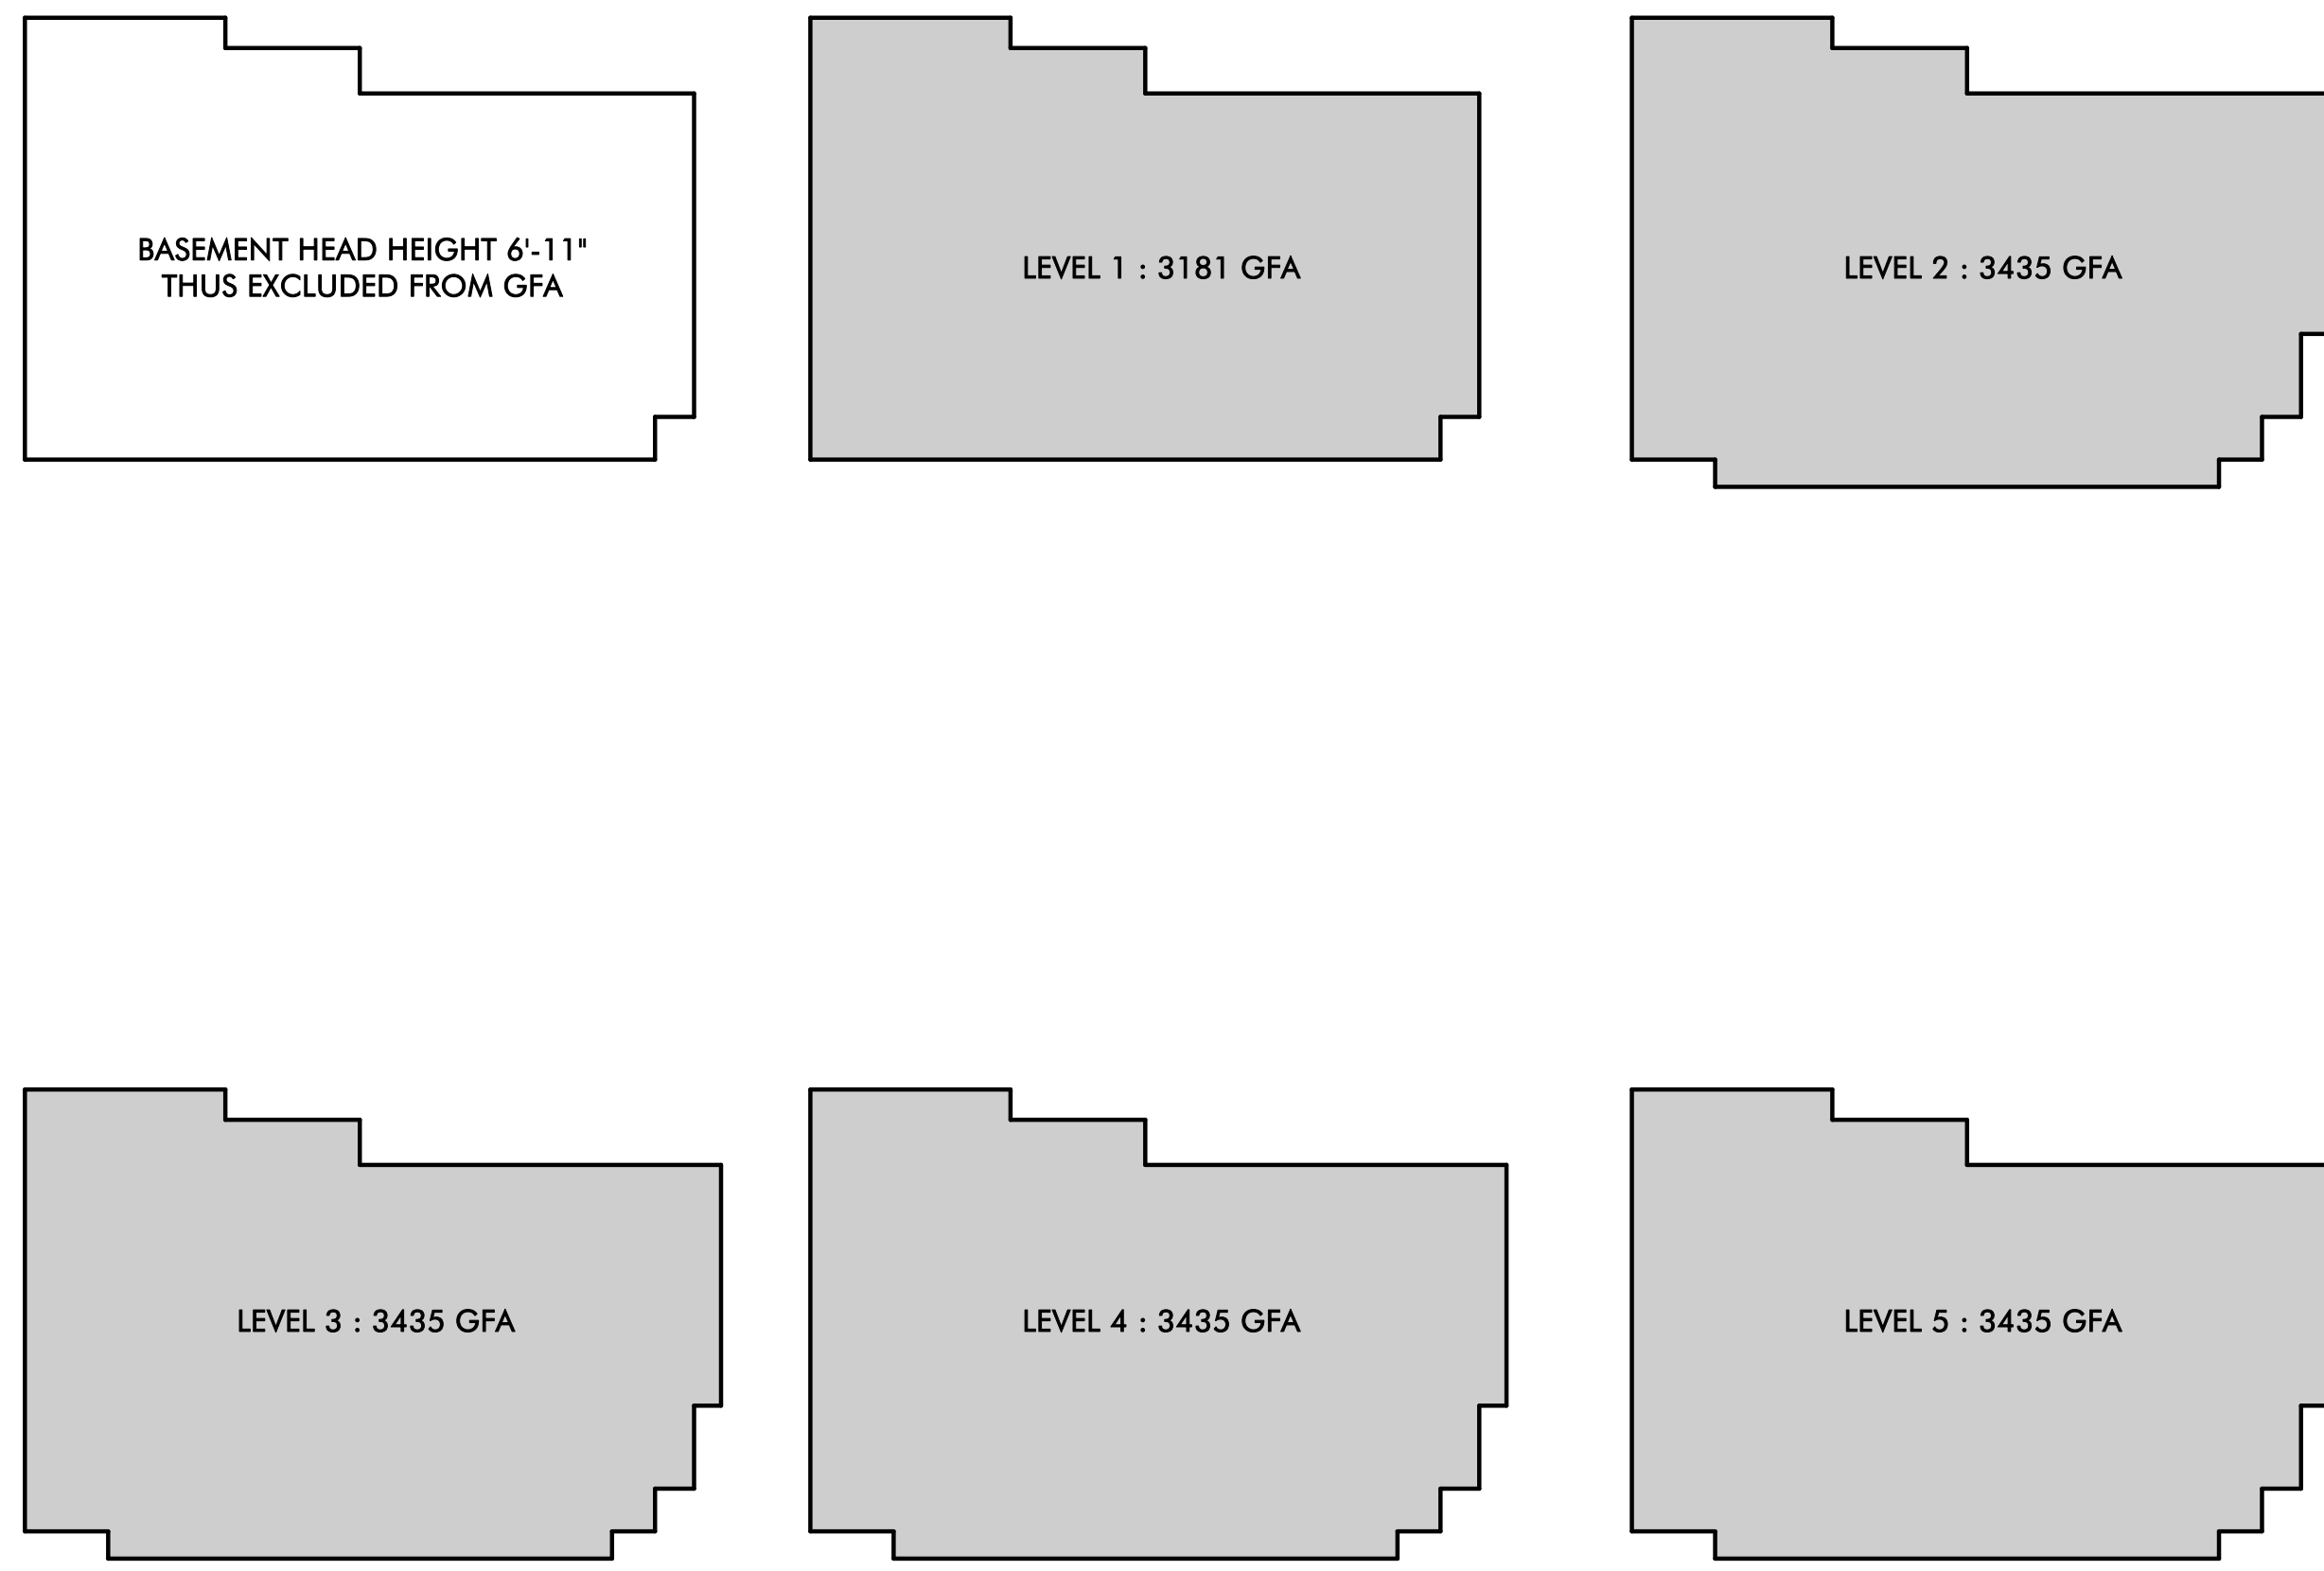 BASEMENT HEAD HEIGHT 6'-11"
THUS EXCLUDED FROM GFA
LEVEL 1 : 3181 GFA
LEVEL 2 : 3435 GFA
LEVEL 3 : 3435 GFA
LEVEL 4 : 3435 GFA
LEVEL 5 : 3435 GFA